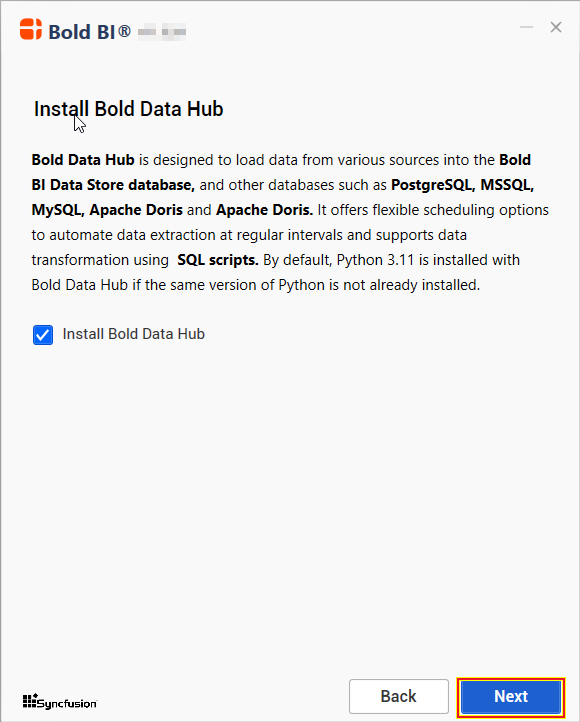 Bold BI®
Install Bold Data Hub
Bold Data Hub is designed to load data from various sources into the Bold
BI Data Store database, and other databases such as PostgreSQL, MSSQL,
MySQL, Apache Doris and Apache Doris. It offers flexible scheduling options
to automate data extraction at regular intervals and supports data
transformation using SQL scripts. By default, Python 3.11 is installed with
Bold Data Hub if the same version of Python is not already installed.
Install Bold Data Hub
Syncfusion
Back
Next